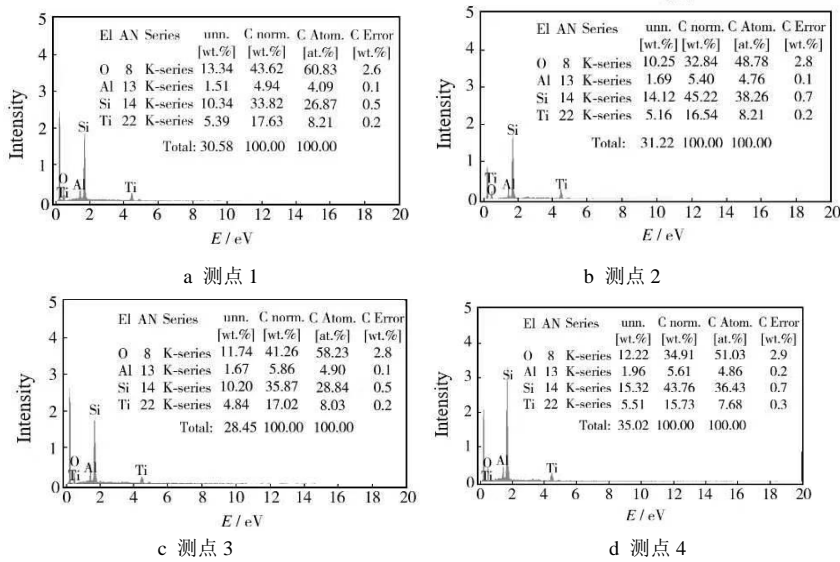 El AN Series unn. C norm. C Atom. C Error
[wt.%] [wt.%] [at.%] [wt.%]
O 8 K-series 13.34 43.62 60.83 2.6
Al 13 K-series 1.51 4.94 4.09 0.1
Si 14 K-series 10.34 33.82 26.87 0.5
Ti 22 K-series 5.39 17.63 8.21 0.2
Total: 30.58 100.00 100.00
Intensity
5
4
3
2
1
0
Si
O
Ti
Al
Ti
0 2 4 6 8 10 12 14 16 18 20
E / eV
a 测点1
El AN Series unn. C norm. C Atom. C Error
[wt.%] [wt.%] [at.%] [wt.%]
O 8 K-series 10.25 32.84 48.78 2.8
Al 13 K-series 1.69 5.40 4.76 0.1
Si 14 K-series 14.12 45.22 38.26 0.7
Ti 22 K-series 5.16 16.54 8.21 0.2
Total: 31.22 100.00 100.00
Intensity
5
4
3
2
1
0
Si
Ti
O
Al
Ti
0 2 4 6 8 10 12 14 16 18 20
E / eV
b 测点2
El AN Series unn. C norm. C Atom. C Error
[wt.%] [wt.%] [at.%] [wt.%]
O 8 K-series 11.74 41.26 58.23 2.8
Al 13 K-series 1.67 5.86 4.90 0.1
Si 14 K-series 10.20 35.87 28.84 0.5
Ti 22 K-series 4.84 17.02 8.03 0.2
Total: 28.45 100.00 100.00
Intensity
5
4
3
2
1
0
Si
O
Ti
Al
Ti
0 2 4 6 8 10 12 14 16 18 20
E / eV
c 测点3
El AN Series unn. C norm. C Atom. C Error
[wt.%] [wt.%] [at.%] [wt.%]
O 8 K-series 12.22 34.91 51.03 2.9
Al 13 K-series 1.96 5.61 4.86 0.2
Si 14 K-series 15.32 43.76 36.43 0.7
Ti 22 K-series 5.51 15.73 7.68 0.3
Total: 35.02 100.00 100.00
Intensity
5
4
3
2
1
0
Si
O
Ti
Al
Ti
0 2 4 6 8 10 12 14 16 18 20
E / eV
d 测点4